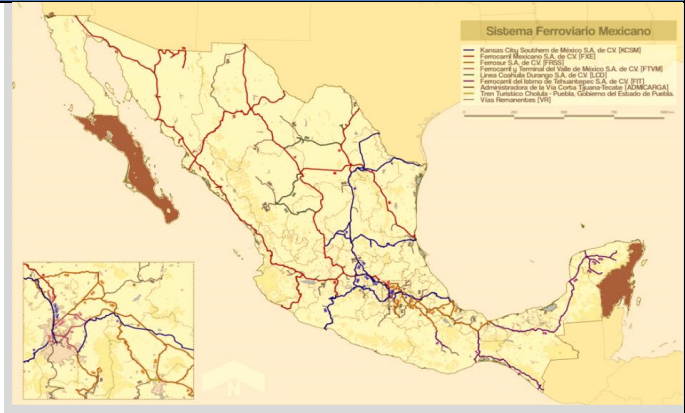 Sistema Ferroviario Mexicano
Kansas City Southern de México S.A. de C.V. [KCSM]
Ferrocarril Mexicano S.A. de C.V. [FXE]
Ferrosur S.A. de C.V. [FRSS]
Ferrocarril y Terminal del Valle de México S.A. de C.V. [FTVM]
Línea Coahuila Durango S.A. de C.V. [LCD]
Ferrocarril del Istmo de Tehuantepec S.A. de C.V. [FIT]
Administradora de la Vía Corta Tijuana-Tecate [ADMICARGA]
Tren Turístico Cholula - Puebla, Gobierno del Estado de Puebla.
Vías Remanentes [VR]